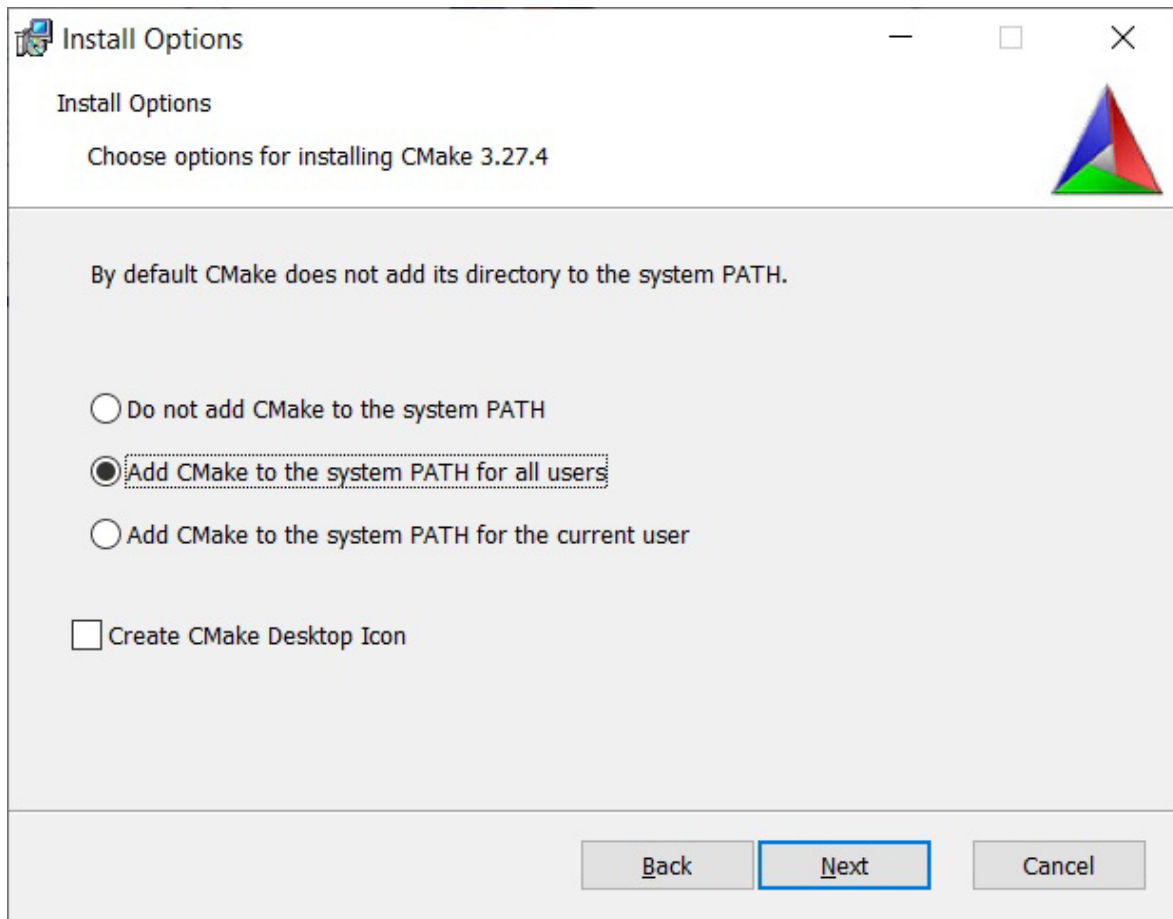 Install Options
Install Options
Choose options for installing CMake 3.27.4
By default CMake does not add its directory to the system PATH.
Do not add CMake to the system PATH
Add CMake to the system PATH for all users
Add CMake to the system PATH for the current user
Create CMake Desktop Icon
Back Next Cancel